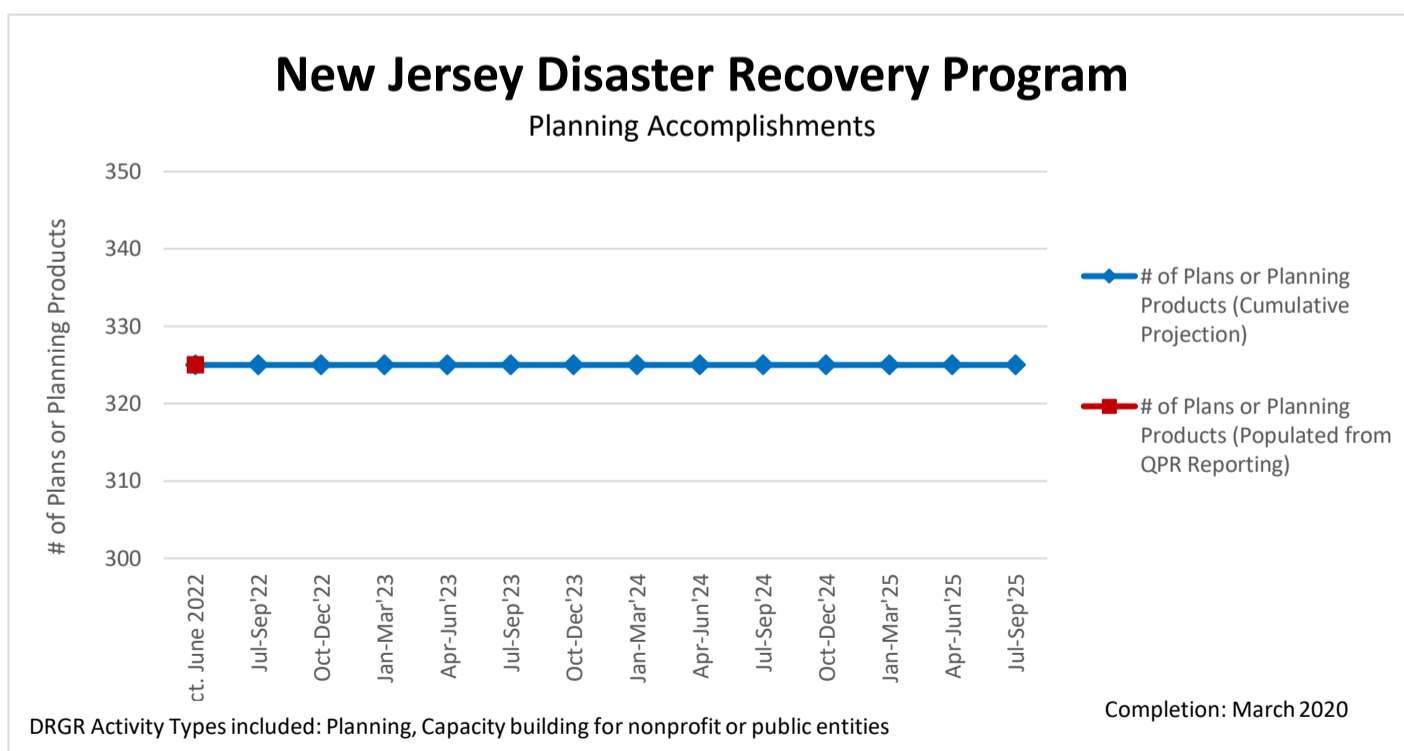 New Jersey Disaster Recovery Program
Planning Accomplishments
# of Plans or Planning Products
350
340
330
320
310
300
ct. June 2022
Jul-Sep'22
Oct-Dec'22
Jan-Mar'23
Apr-Jun'23
Jul-Sep'23
Oct-Dec'23
Jan-Mar'24
Apr-Jun'24
Jul-Sep'24
Oct-Dec'24
Jan-Mar'25
Apr-Jun'25
Jul-Sep'25
# of Plans or Planning
Products (Cumulative
Projection)
# of Plans or Planning
Products (Populated from
QPR Reporting)
Completion: March 2020
DRGR Activity Types included: Planning, Capacity building for nonprofit or public entities